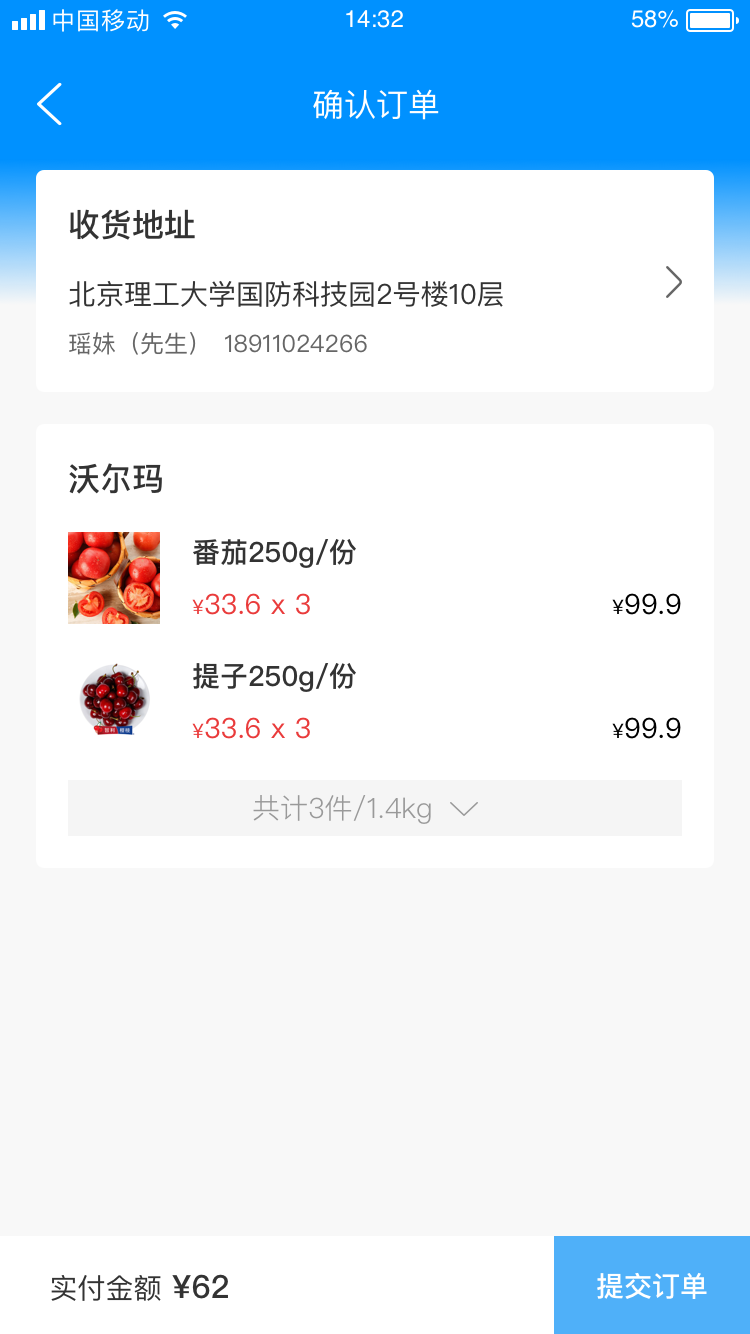 中国移动 14:32 58%
确认订单
收货地址
北京理工大学国防科技园2号楼10层
瑶妹（先生） 18911024266
沃尔玛
番茄250g/份
¥33.6 x 3 ¥99.9
提子250g/份
¥33.6 x 3 ¥99.9
共计3件/1.4kg
实付金额 ¥62
提交订单